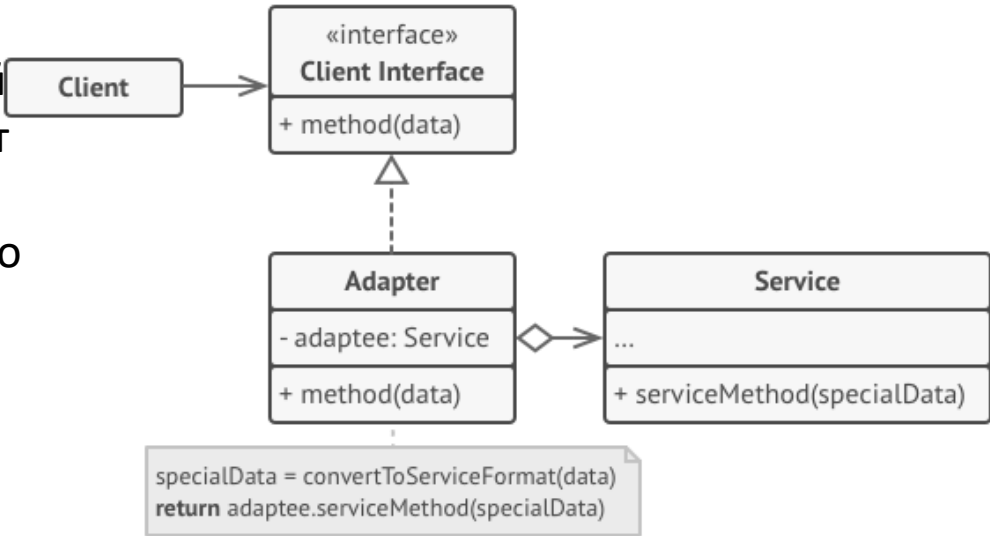 «interface»
Client Interface
Client
+ method(data)
Adapter
Service
- adaptee: Service
...
+ method(data)
+ serviceMethod(specialData)
specialData = convertToServiceFormat(data)
return adaptee.serviceMethod(specialData)